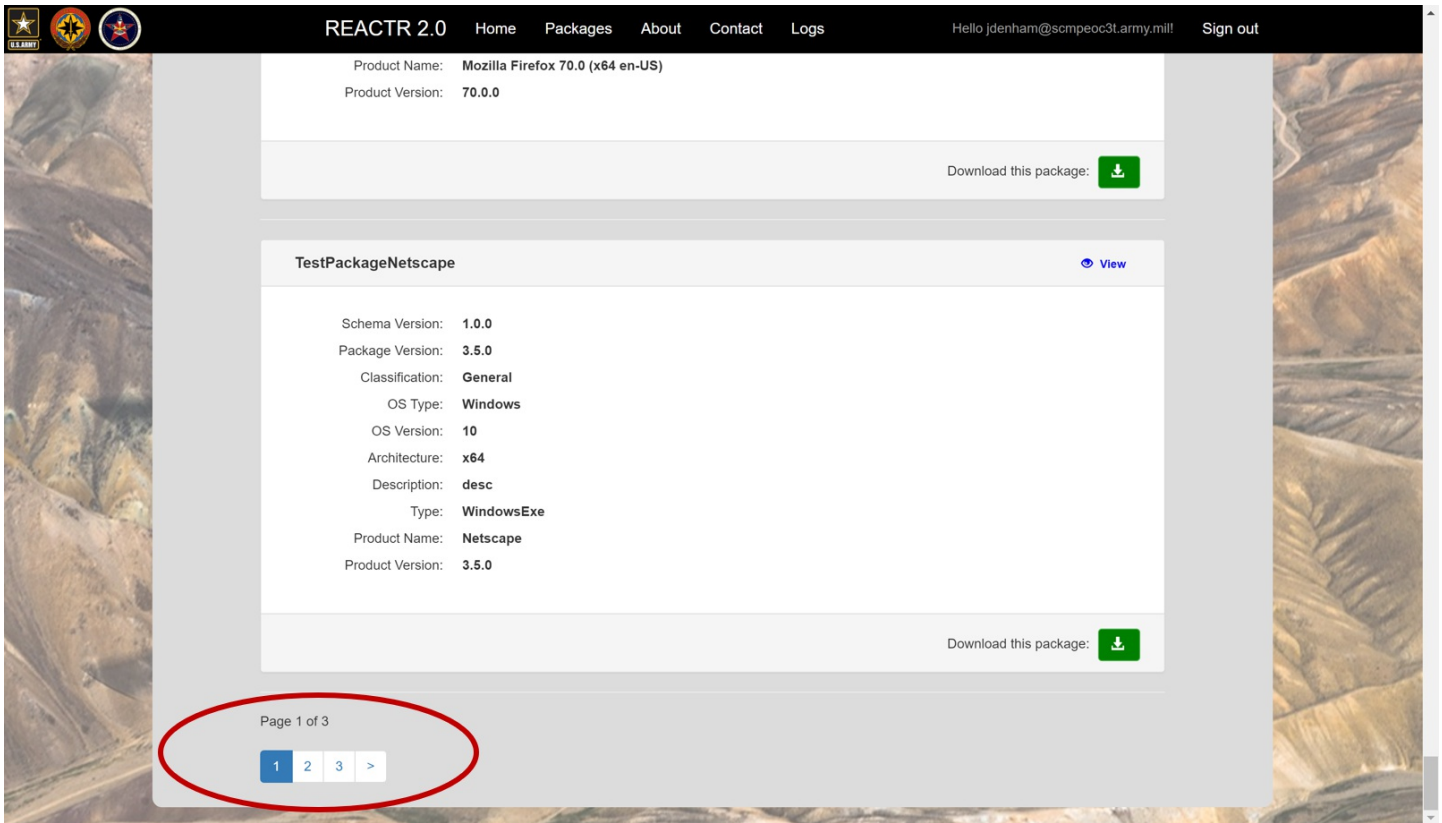 U.S. ARMY
REACTR 2.0 Home Packages About Contact Logs Hello jdenham@scmpeoc3t.army.mil! Sign out
Product Name: Mozilla Firefox 70.0 (x64 en-US)
Product Version: 70.0.0
Download this package:
TestPackageNetscape View
Schema Version: 1.0.0
Package Version: 3.5.0
Classification: General
OS Type: Windows
OS Version: 10
Architecture: x64
Description: desc
Type: WindowsExe
Product Name: Netscape
Product Version: 3.5.0
Download this package:
Page 1 of 3
1 2 3 >